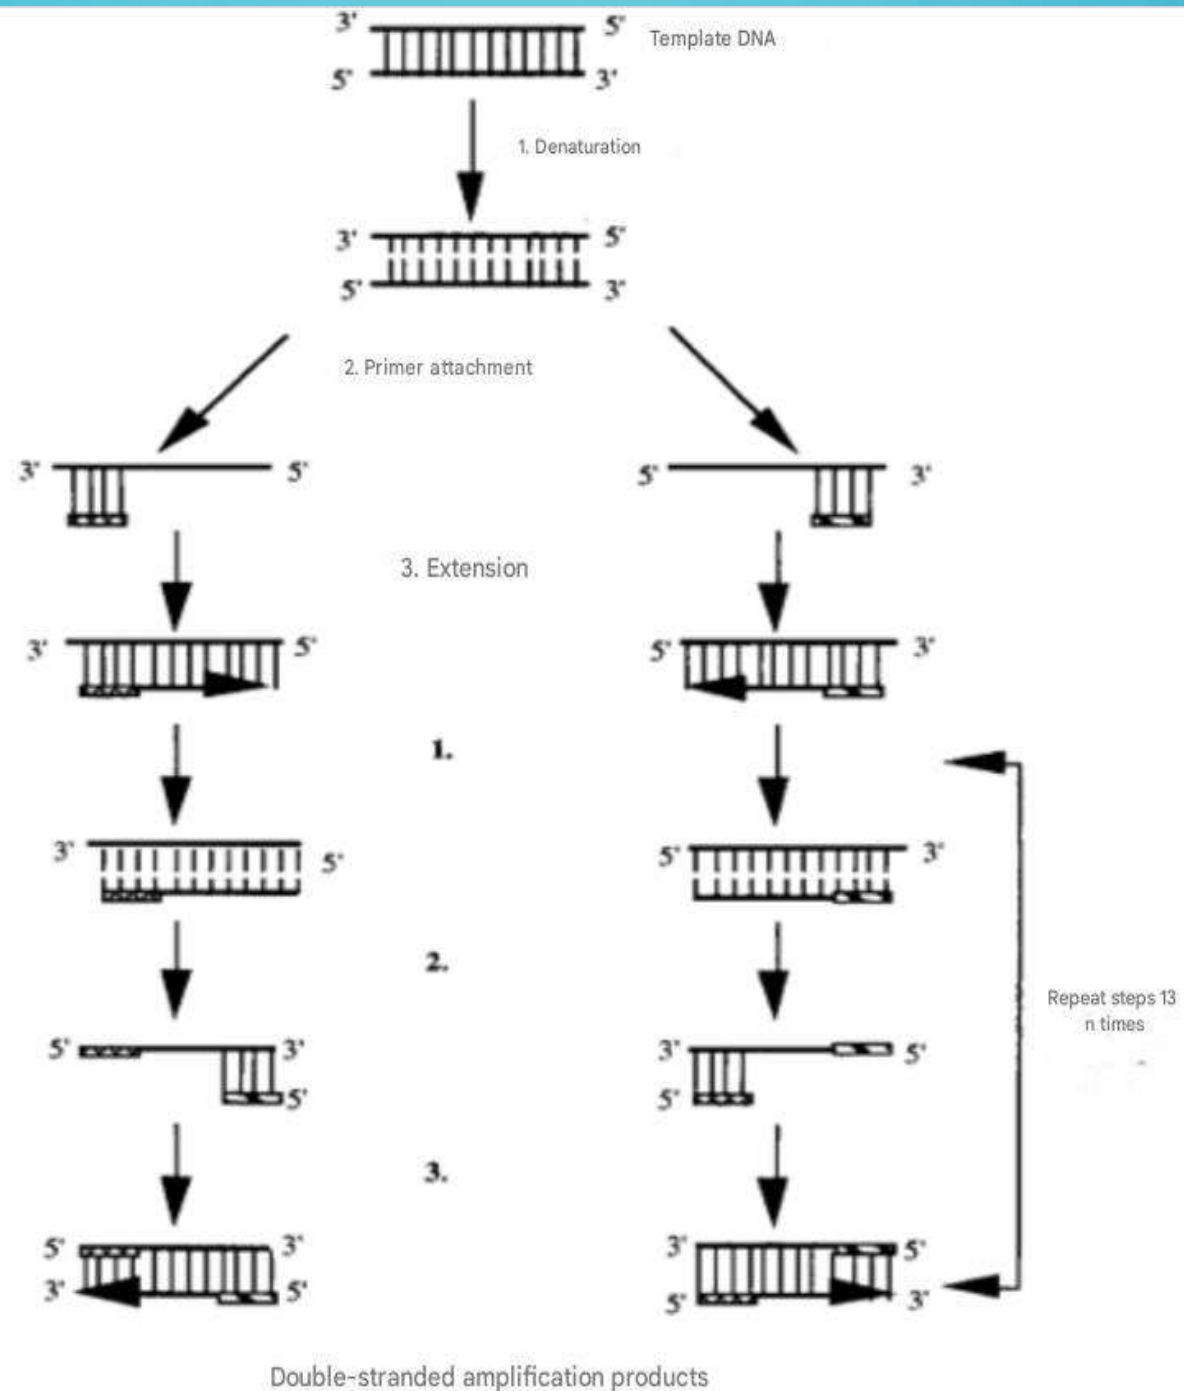 3' 5' Template DNA
5' 3'
1. Denaturation
3' 5'
5' 3'
2. Primer attachment
3' 5' 5' 3'
3. Extension
3' 5' 5' 3'
1.
3' 5' 5' 3'
2.
Repeat steps 13
n times
5' 3' 3' 5'
5' 5'
3.
5' 3' 3' 5'
3' 5' 5' 3'
Double-stranded amplification products